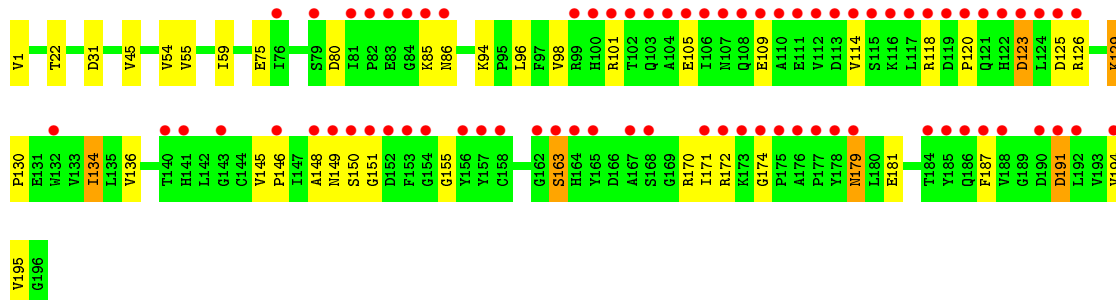 V1 T22 D31 V45 V54 V55 I59 E75 I76 S79 D80 I81 P82 E83 G84 K85 N86 K94 P95 L96 F97 V98 R99 H100 R101 T102 Q103 A104 E105 I106 N107 Q108 E109 A110 E111 V112 D113 V114 S115 K116 L117 R118 D119 P120 Q121 H122 D123 L124 D125 R126 K129
P130 E131 W132 V133 I134 L135 V136 T140 H141 L142 G143 C144 V145 P146 I147 A148 N149 S150 G151 D152 F153 G154 G155 Y156 Y157 C158 G162 S163 H164 Y165 D166 A167 S168 G169 R170 I171 R172 K173 G174 P175 A176 P177 Y178 N179 L180 E181 T184 Y185 Q186 F187 V188 G189 D190 D191 L192 V193 V194
V195 G196